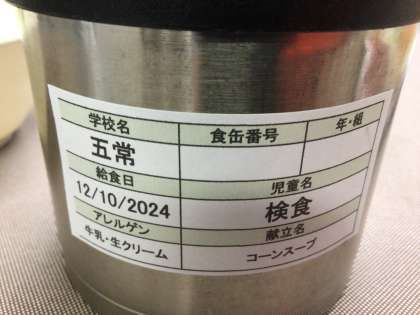 学校名 食缶番号 年・組
五常
給食日 児童名
12/10/2024 検食
アレルゲン 献立名
牛乳・生クリーム コーンスープ